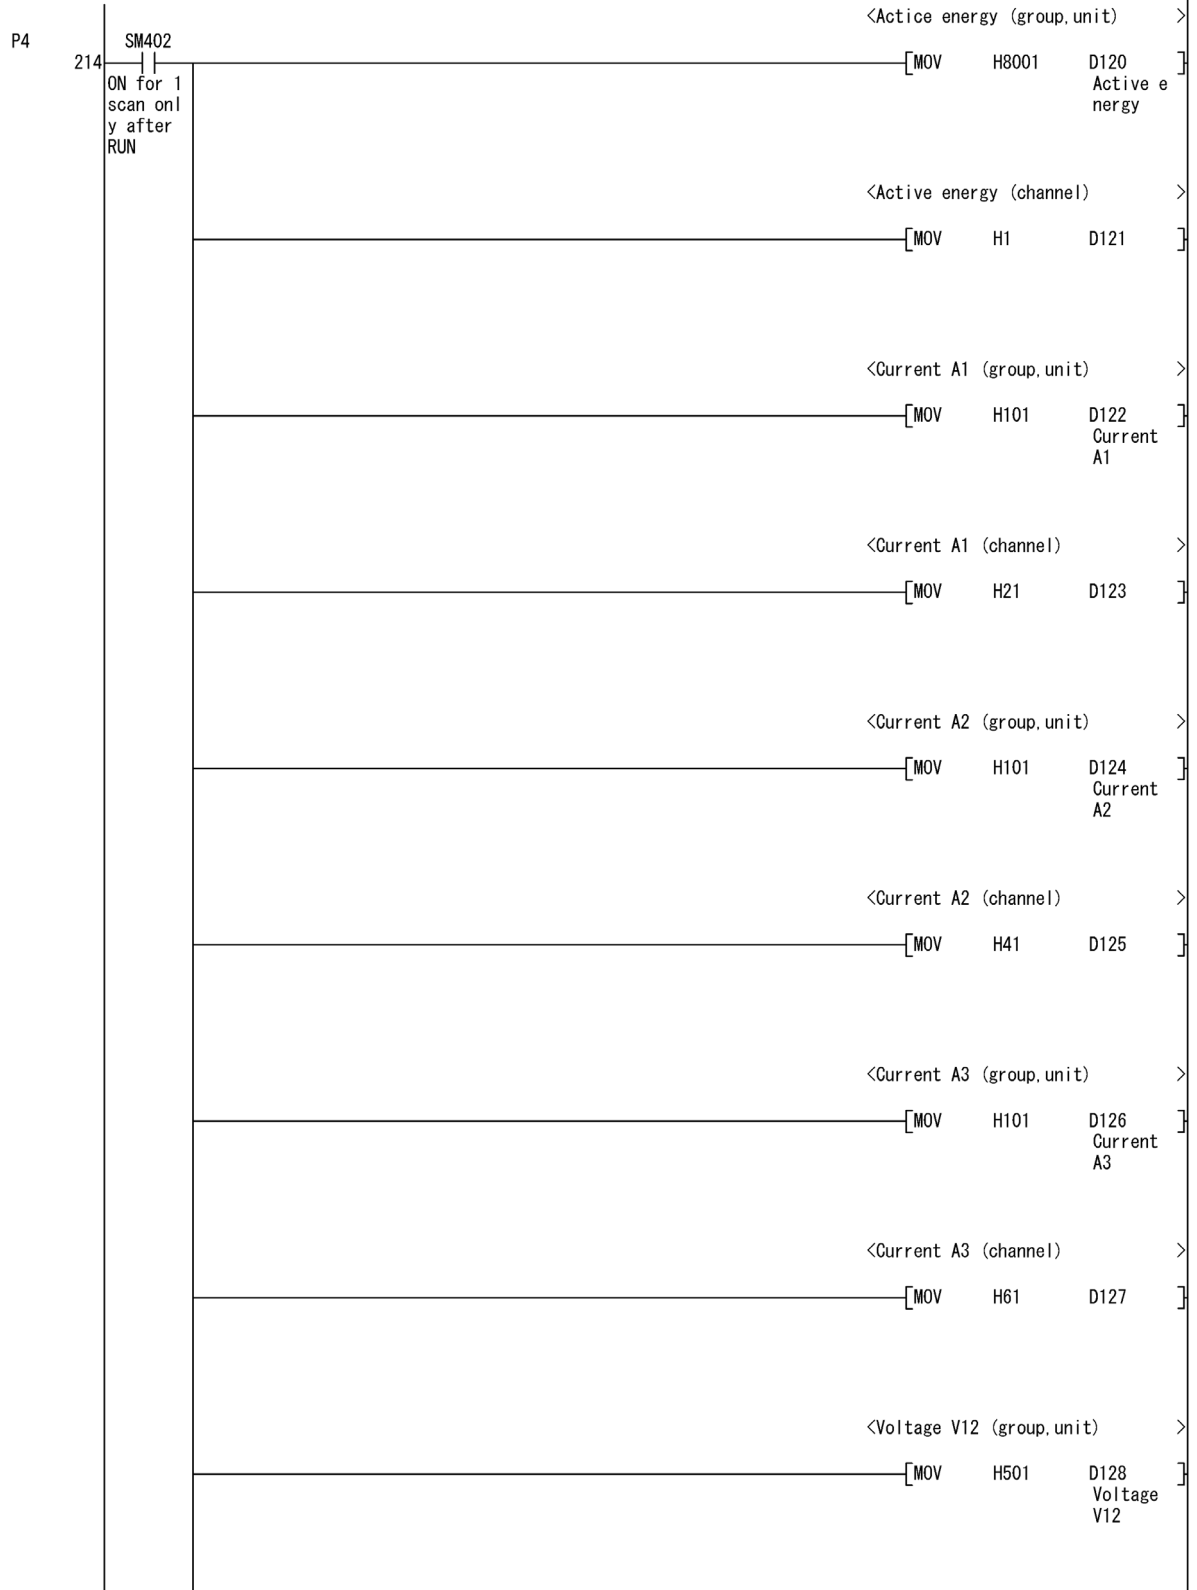 <Actice energy (group,unit) >
P4 SM402
214 [MOV H8001 D120 ]
ON for 1 Active e
scan onl nergy
y after
RUN
<Active energy (channel) >
[MOV H1 D121 ]
<Current A1 (group,unit) >
[MOV H101 D122 ]
Current
A1
<Current A1 (channel) >
[MOV H21 D123 ]
<Current A2 (group,unit) >
[MOV H101 D124 ]
Current
A2
<Current A2 (channel) >
[MOV H41 D125 ]
<Current A3 (group,unit) >
[MOV H101 D126 ]
Current
A3
<Current A3 (channel) >
[MOV H61 D127 ]
<Voltage V12 (group,unit) >
[MOV H501 D128 ]
Voltage
V12